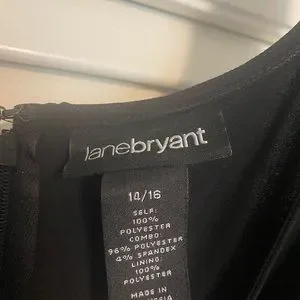 lanebryant
14/16
SELF:
100%
POLYESTER
COMBO:
96% POLYESTER
4% SPANDEX
LINING:
100%
POLYESTER
MADE IN